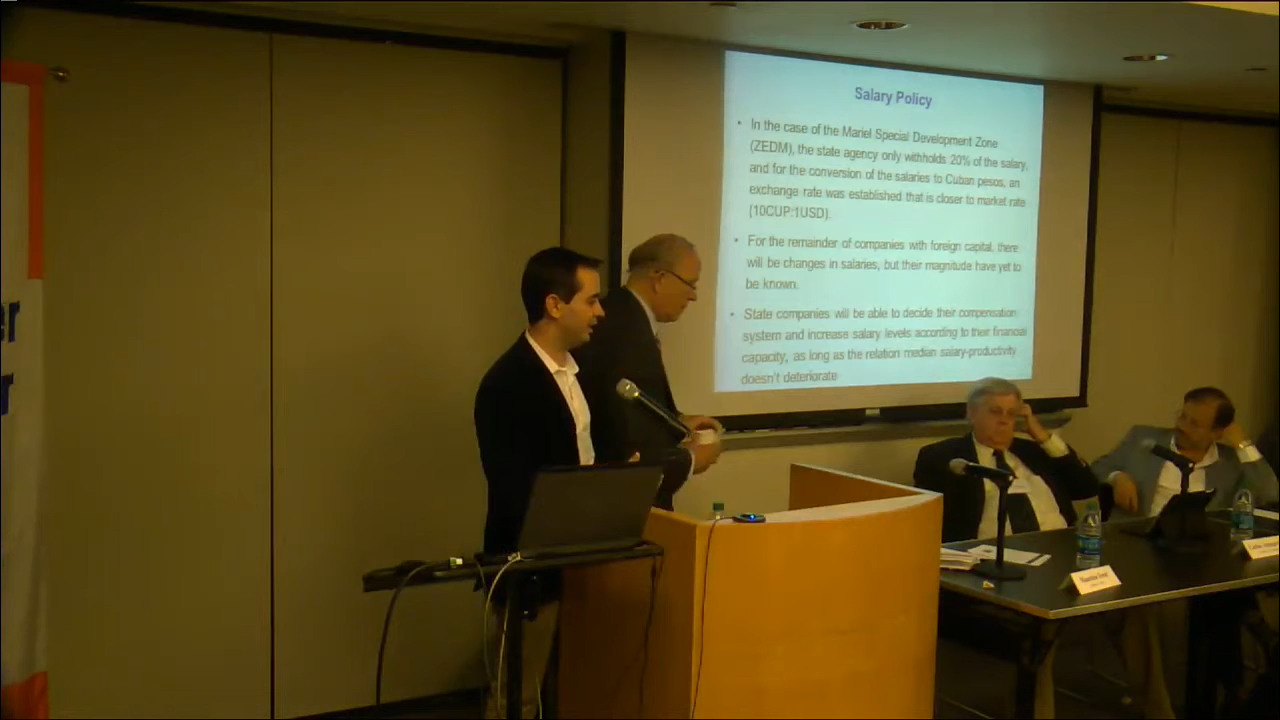 Salary Policy
• In the case of the Mariel Special Development Zone
(ZEDM), the state agency only withholds 20% of the salary,
and for the conversion of the salaries to Cuban pesos, an
exchange rate was established that is closer to market rate
(10CUP:1USD).
• For the remainder of companies with foreign capital, there
will be changes in salaries, but their magnitude have yet to
be known.
• State companies will be able to decide their compensation
system and increase salary levels according to their financial
capacity, as long as the relation median salary-productivity
doesn't deteriorate